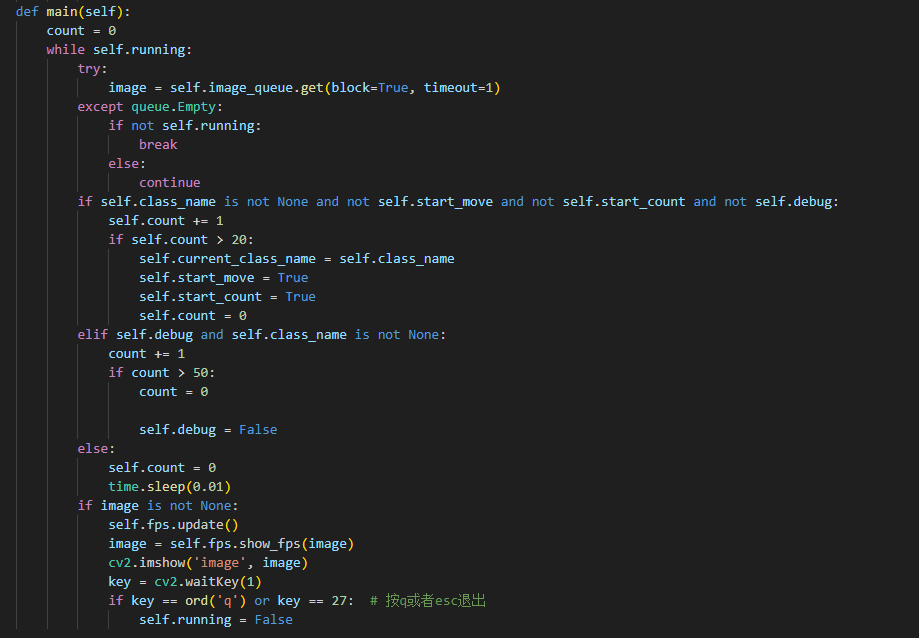 def main(self):
    count = 0
    while self.running:
        try:
            image = self.image_queue.get(block=True, timeout=1)
        except queue.Empty:
            if not self.running:
                break
            else:
                continue
        if self.class_name is not None and not self.start_move and not self.start_count and not self.debug:
            self.count += 1
            if self.count > 20:
                self.current_class_name = self.class_name
                self.start_move = True
                self.start_count = True
                self.count = 0
        elif self.debug and self.class_name is not None:
            count += 1
            if count > 50:
                count = 0

                self.debug = False
        else:
            self.count = 0
            time.sleep(0.01)
        if image is not None:
            self.fps.update()
            image = self.fps.show_fps(image)
            cv2.imshow('image', image)
            key = cv2.waitKey(1)
            if key == ord('q') or key == 27:  # 按q或者esc退出
                self.running = False